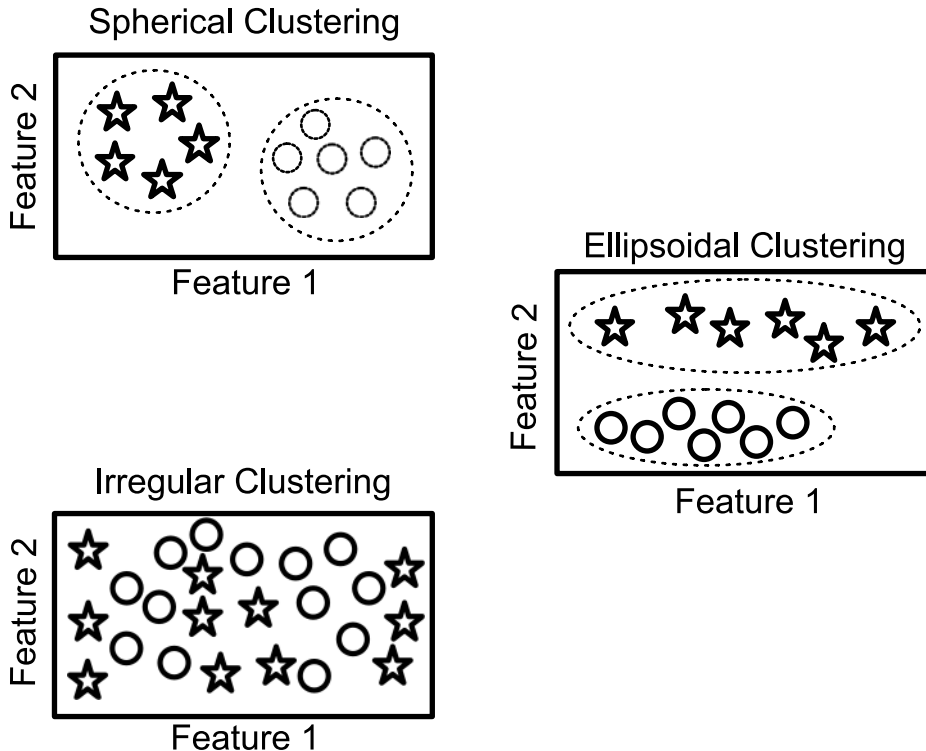 Spherical Clustering
Feature 2
Feature 1
Ellipsoidal Clustering
Feature 2
Feature 1
Irregular Clustering
Feature 2
Feature 1